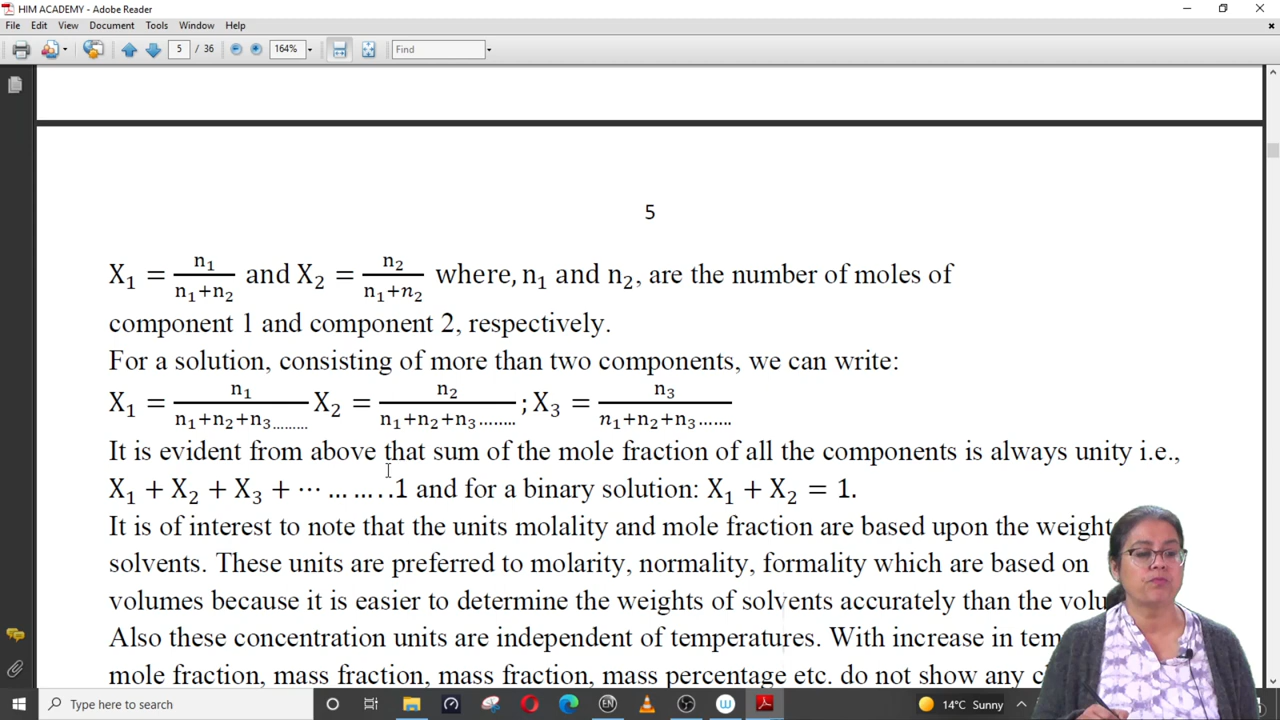 HIM ACADEMY - Adobe Reader
File Edit View Document Tools Window Help
5 / 36 164% Find
5
X₁ = n₁/(n₁+n₂) and X₂ = n₂/(n₁+n₂) where, n₁ and n₂, are the number of moles of
component 1 and component 2, respectively.
For a solution, consisting of more than two components, we can write:
X₁ = n₁/(n₁+n₂+n₃.........) X₂ = n₂/(n₁+n₂+n₃........) ; X₃ = n₃/(n₁+n₂+n₃.......)
It is evident from above that sum of the mole fraction of all the components is always unity i.e.,
X₁ + X₂ + X₃ + ⋯ … … . .1 and for a binary solution: X₁ + X₂ = 1.
It is of interest to note that the units molality and mole fraction are based upon the weight
solvents. These units are preferred to molarity, normality, formality which are based on
volumes because it is easier to determine the weights of solvents accurately than the
Also these concentration units are independent of temperatures. With increase in
mole fraction, mass fraction, mass fraction, mass percentage etc. do not show any
Type here to search EN 14°C Sunny